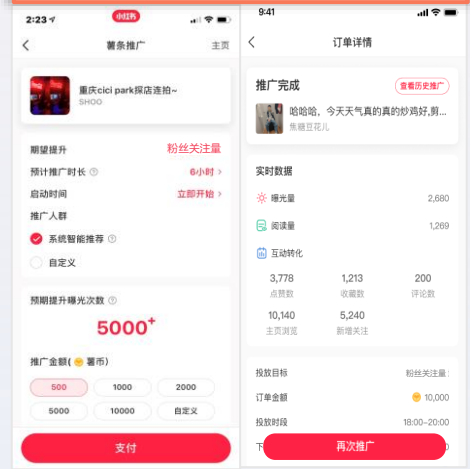 2:23
小红书
薯条推广
主页
重庆cici park探店连拍~
SHOO
期望提升
粉丝关注量
预计推广时长
6小时 >
启动时间
立即开始 >
推广人群
系统智能推荐
自定义
预期提升曝光次数
5000+
推广金额( 薯币)
500
1000
2000
5000
10000
自定义
支付
9:41
订单详情
推广完成
查看历史推广
哈哈哈，今天天气真的真的炒鸡好,剪...
焦糖豆花儿
实时数据
曝光量
2,680
阅读量
1,269
互动转化
3,778
1,213
200
点赞数
收藏数
评论数
10,140
5,240
主页浏览
新增关注
投放目标
粉丝关注量
订单金额
10,000
投放时段
18:00~20:00
下
再次推广